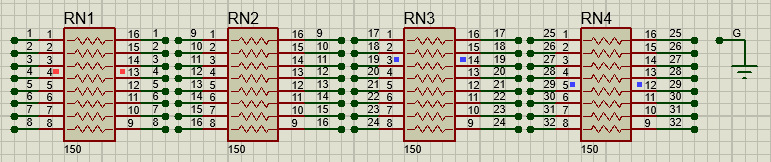 RN1 RN2 RN3 RN4
1 1 16 1 9 1 16 9 17 1 16 17 25 1 16 25 G
2 2 15 2 10 2 15 10 18 2 15 18 26 2 15 26
3 3 14 3 11 3 14 11 19 3 14 19 27 3 14 27
4 4 13 4 12 4 13 12 20 4 13 20 28 4 13 28
5 5 12 5 13 5 12 13 21 5 12 21 29 5 12 29
6 6 11 6 14 6 11 14 22 6 11 22 30 6 11 30
7 7 10 7 15 7 10 15 23 7 10 23 31 7 10 31
8 8 9 8 16 8 9 16 24 8 9 24 32 8 9 32
150 150 150 150